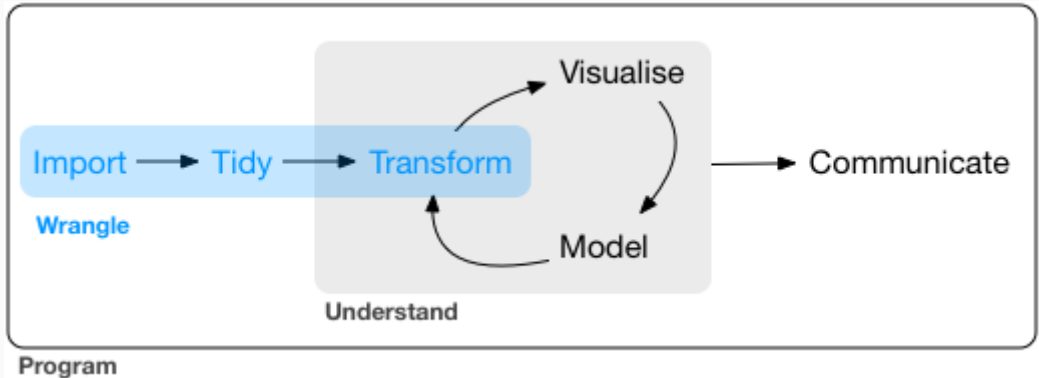 Visualise
Import
Tidy
Transform
Communicate
Wrangle
Model
Understand
Program